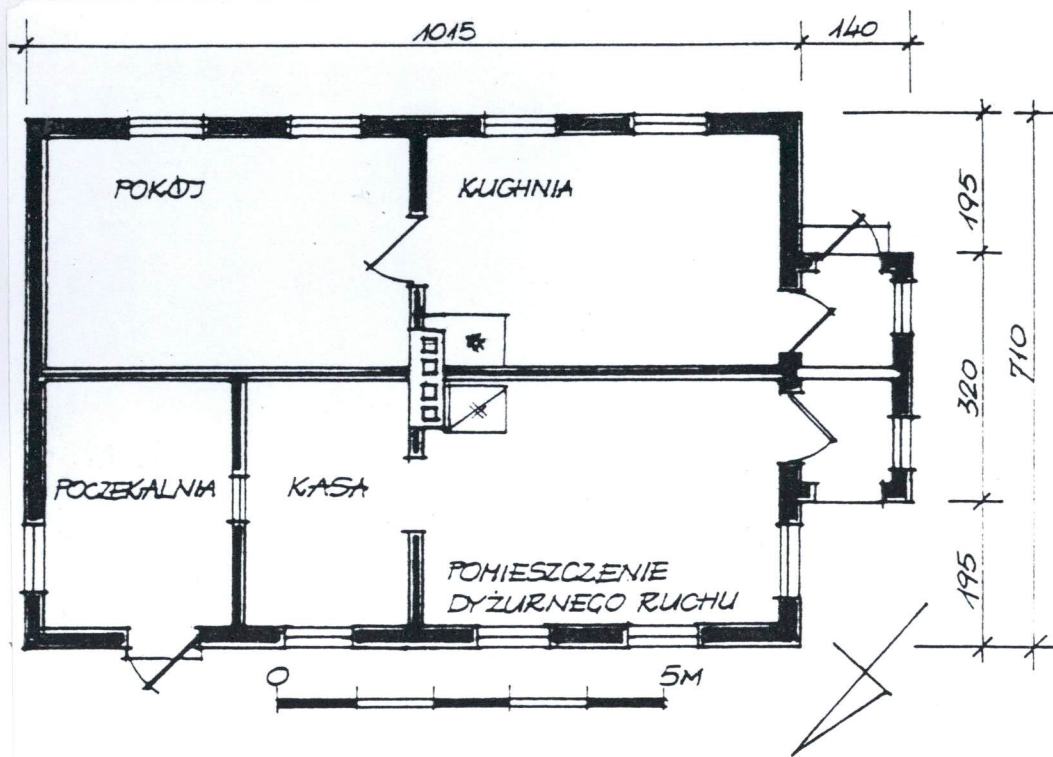 1015
140
POKÓJ
KUCHNIA
195
320
710
POCZEKALNIA
KASA
POMIESZCZENIE
DYŻURNEGO RUCHU
195
0
5M